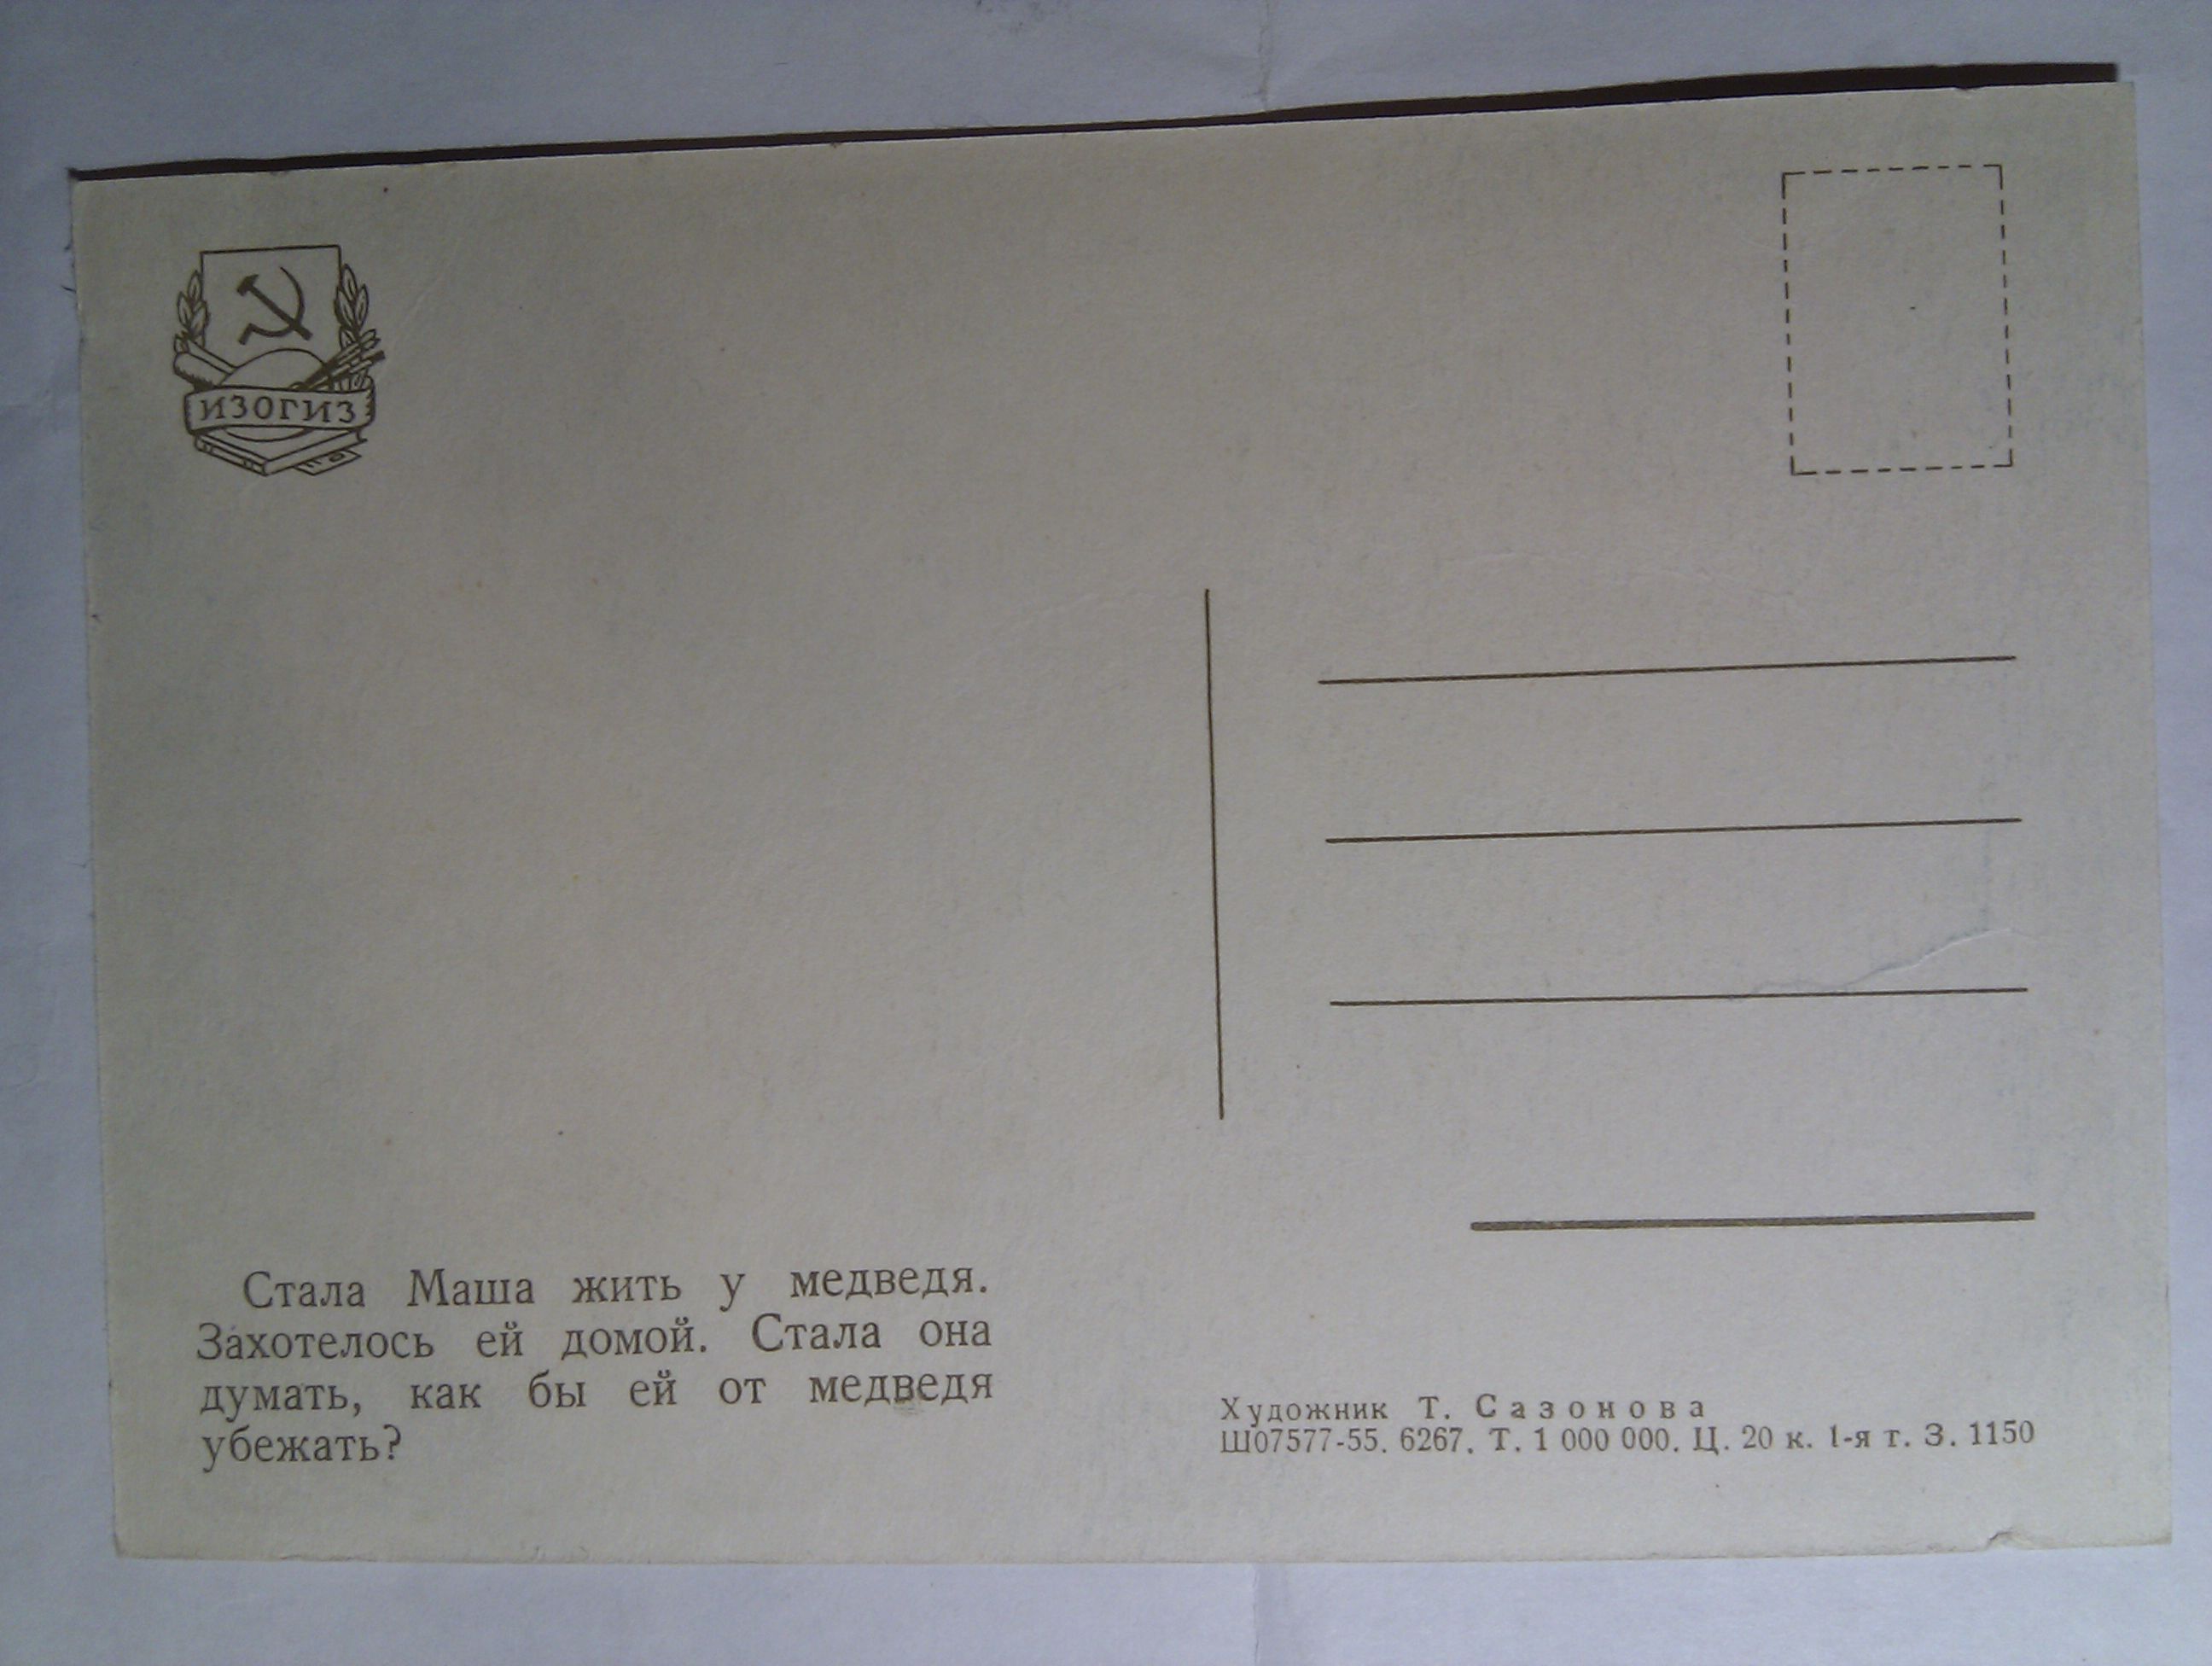 ИЗОГИЗ
Стала Маша жить у медведя.
Захотелось ей домой. Стала она
думать, как бы ей от медведя
убежать?
Художник Т. Сазонова
Ш07577-55. 6267. Т. 1 000 000. Ц. 20 к. 1-я т. З. 1150